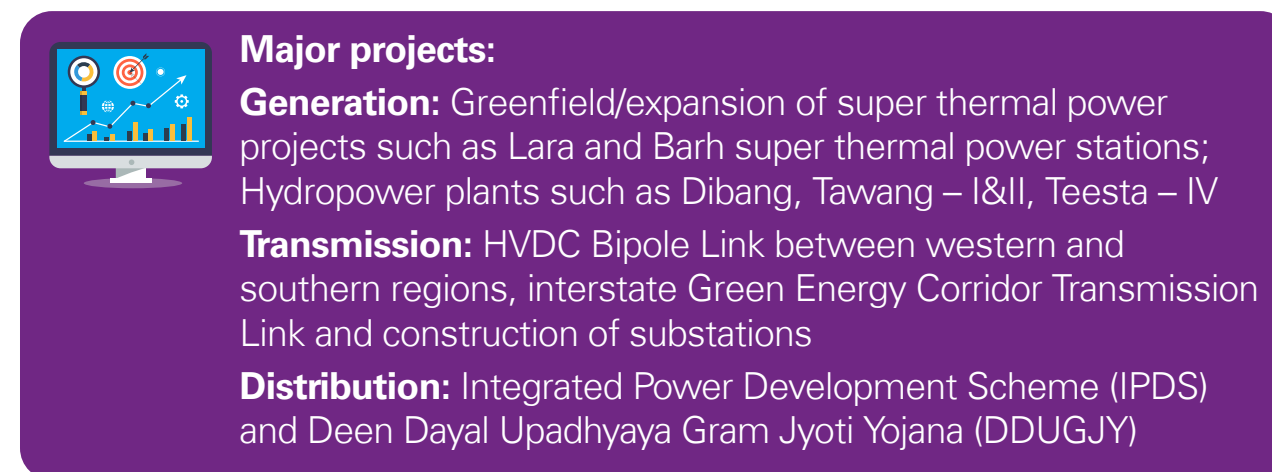 Major projects:
Generation: Greenfield/expansion of super thermal power
projects such as Lara and Barh super thermal power stations;
Hydropower plants such as Dibang, Tawang – I&II, Teesta – IV
Transmission: HVDC Bipole Link between western and
southern regions, interstate Green Energy Corridor Transmission
Link and construction of substations
Distribution: Integrated Power Development Scheme (IPDS)
and Deen Dayal Upadhyaya Gram Jyoti Yojana (DDUGJY)